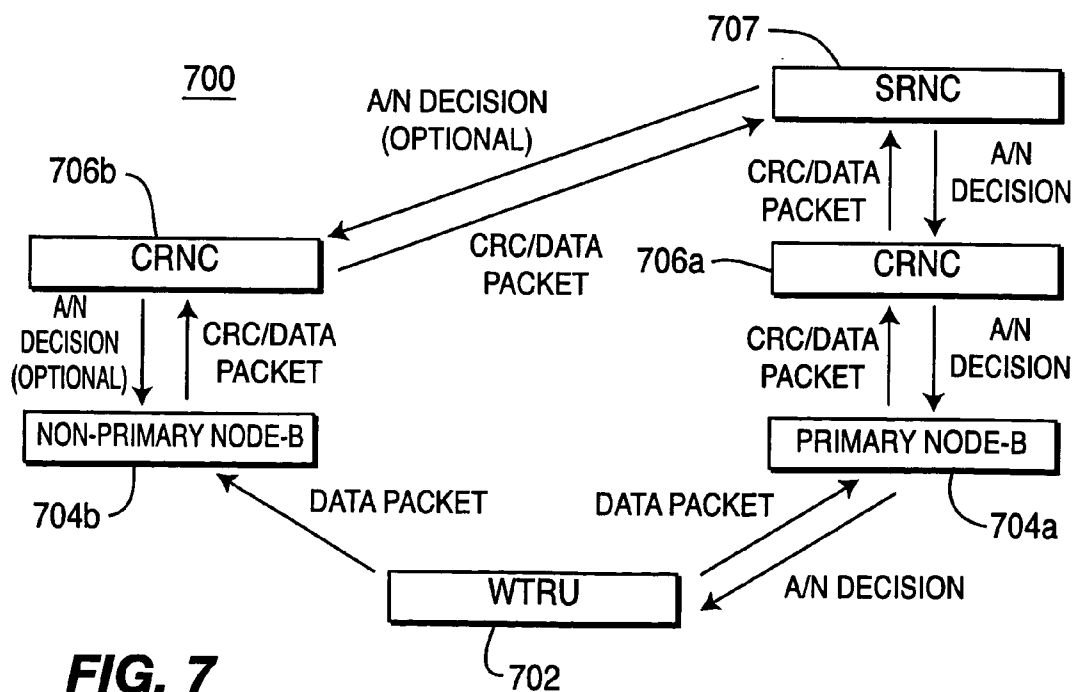 707
700
SRNC
A/N DECISION
(OPTIONAL)
706b
CRC/DATA
PACKET
A/N
DECISION
CRNC
CRC/DATA
PACKET
706a
CRNC
A/N
DECISION
(OPTIONAL)
CRC/DATA
PACKET
CRC/DATA
PACKET
A/N
DECISION
NON-PRIMARY NODE-B
PRIMARY NODE-B
704b
DATA PACKET
DATA PACKET
704a
WTRU
A/N DECISION
702
FIG. 7